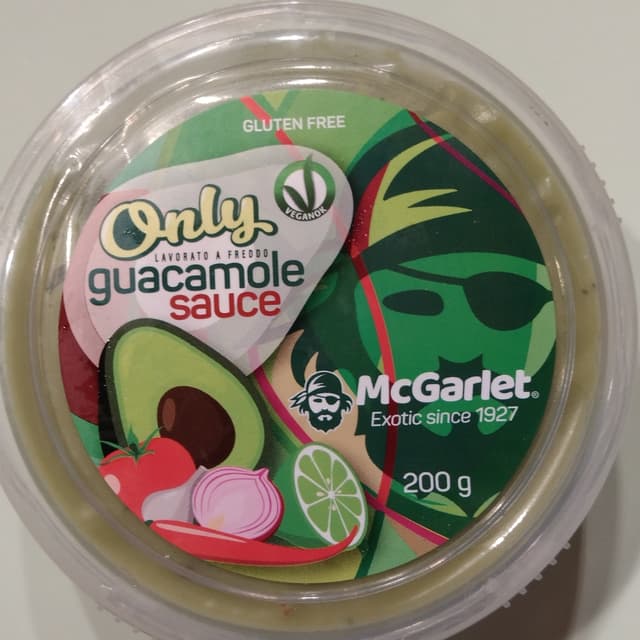 GLUTEN FREE
Only
VEGANOK
LAVORATO A FREDDO
guacamole
sauce
McGarlet®
Exotic since 1927
200 g